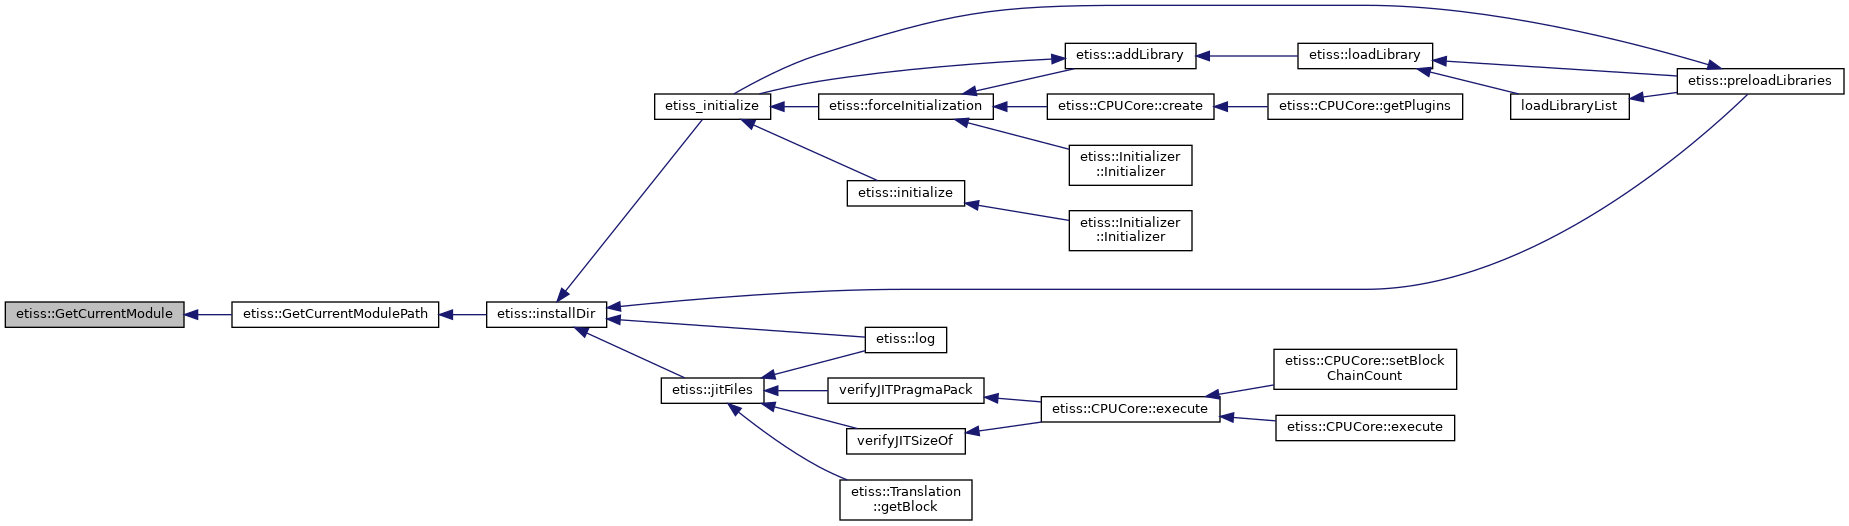 etiss::GetCurrentModule
etiss::GetCurrentModulePath
etiss::installDir
etiss_initialize
etiss::addLibrary
etiss::loadLibrary
etiss::preloadLibraries
etiss::forceInitialization
etiss::CPUCore::create
etiss::CPUCore::getPlugins
loadLibraryList
etiss::Initializer
::Initializer
etiss::initialize
etiss::Initializer
::Initializer
etiss::log
etiss::jitFiles
verifyJITPragmaPack
etiss::CPUCore::execute
etiss::CPUCore::setBlock
ChainCount
etiss::CPUCore::execute
verifyJITSizeOf
etiss::Translation
::getBlock